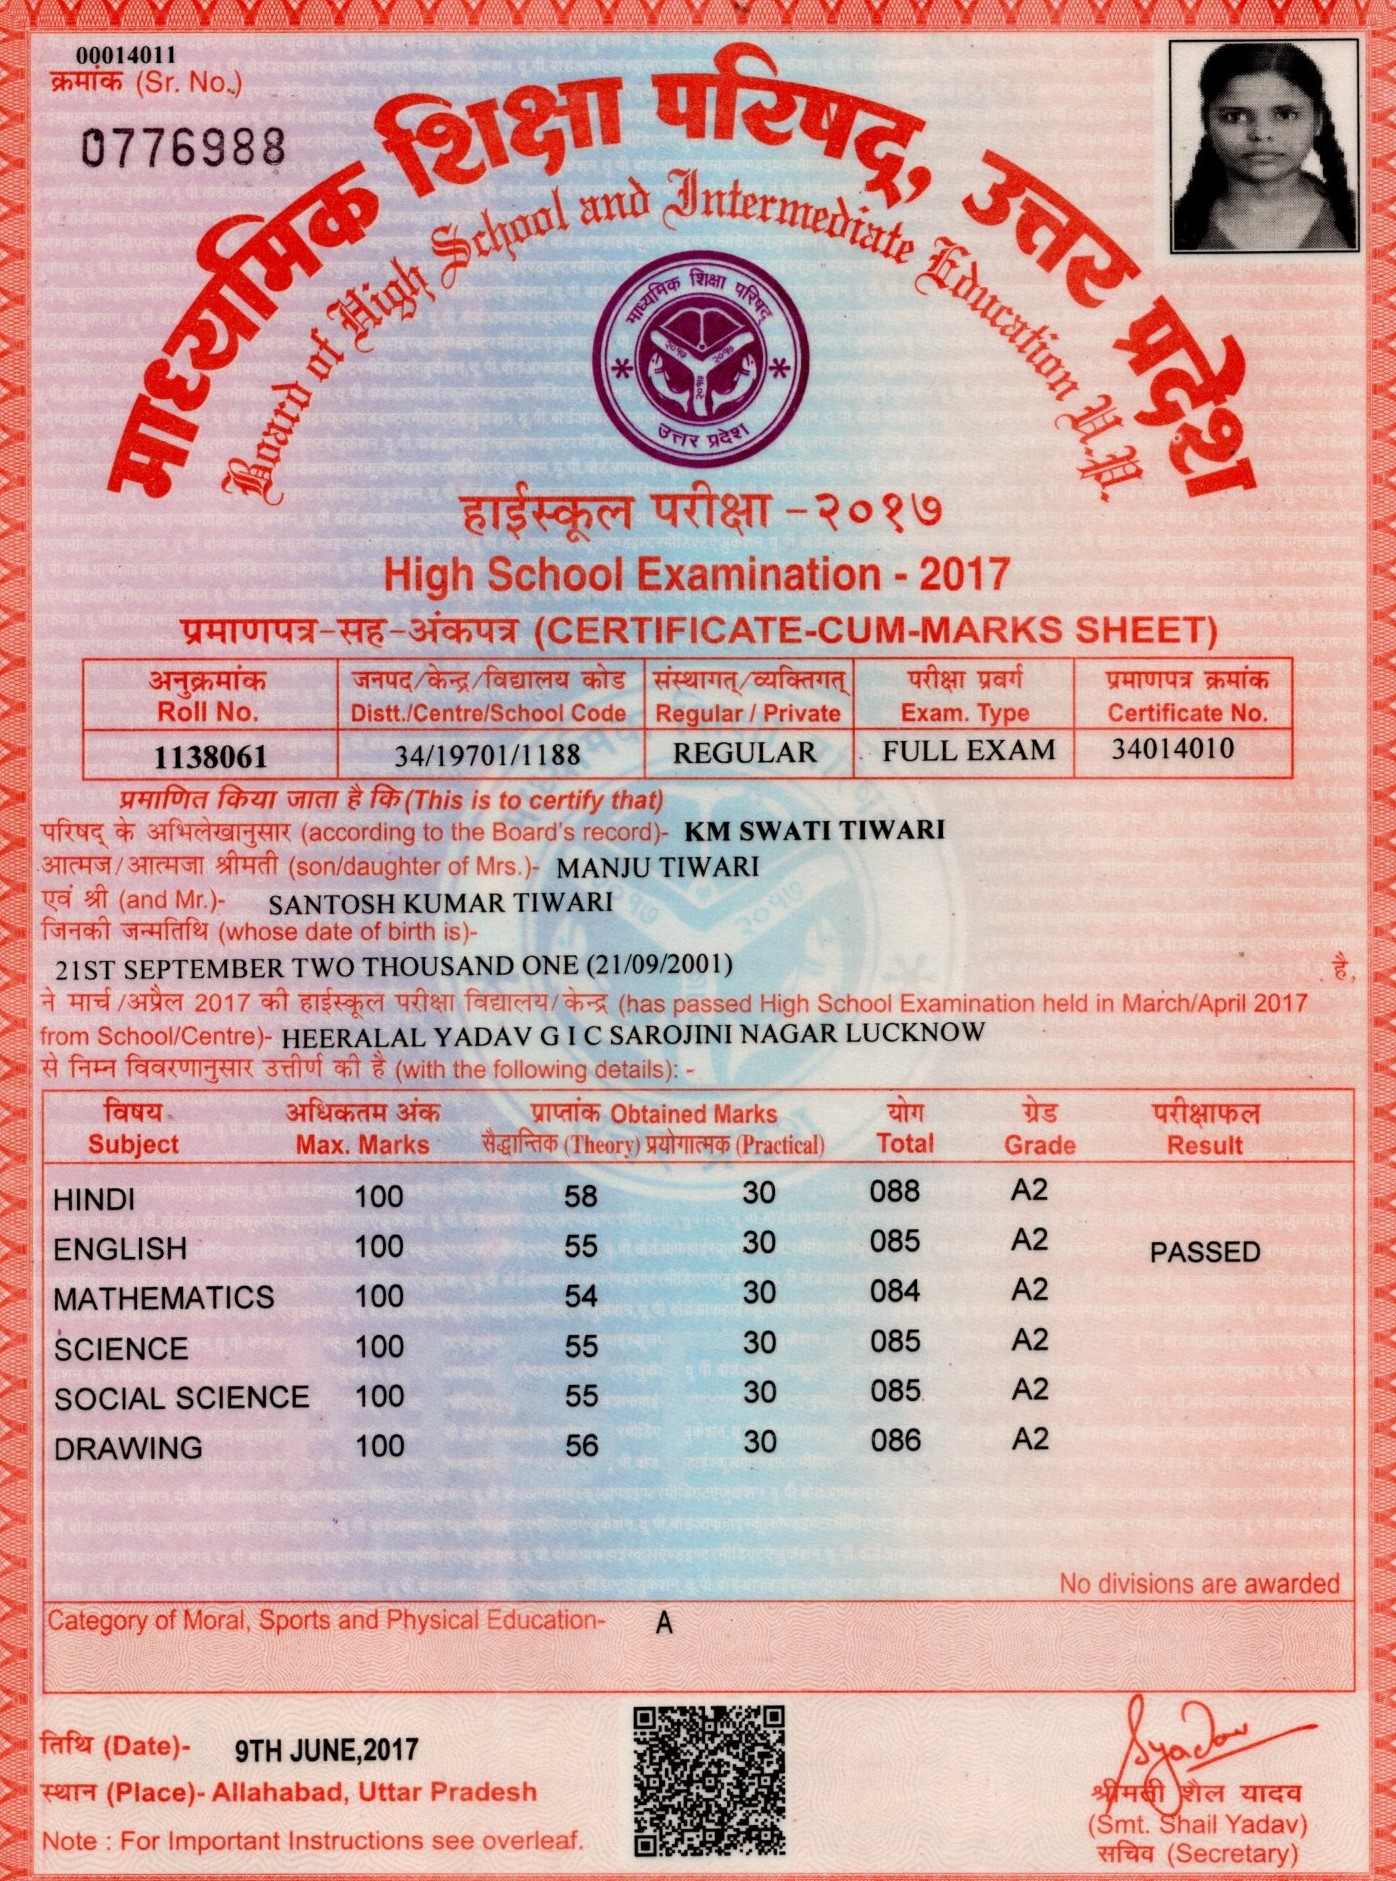 00014011
क्रमांक (Sr. No.)
0776988
माध्यमिक शिक्षा परिषद्, उत्तर प्रदेश
Board of High School and Intermediate Education U.P.
माध्यमिक शिक्षा परिषद्
२०१७ २०१७
२०१७
उत्तर प्रदेश
हाईस्कूल परीक्षा - २०१७
High School Examination - 2017
प्रमाणपत्र-सह-अंकपत्र (CERTIFICATE-CUM-MARKS SHEET)
अनुक्रमांक जनपद/केन्द्र/विद्यालय कोड संस्थागत्/व्यक्तिगत् परीक्षा प्रवर्ग प्रमाणपत्र क्रमांक
Roll No. Distt./Centre/School Code Regular / Private Exam. Type Certificate No.
1138061 34/19701/1188 REGULAR FULL EXAM 34014010
प्रमाणित किया जाता है कि (This is to certify that)
परिषद् के अभिलेखानुसार (according to the Board's record)- KM SWATI TIWARI
आत्मज/आत्मजा श्रीमती (son/daughter of Mrs.)- MANJU TIWARI
एवं श्री (and Mr.)- SANTOSH KUMAR TIWARI
जिनकी जन्मतिथि (whose date of birth is)-
21ST SEPTEMBER TWO THOUSAND ONE (21/09/2001) है,
ने मार्च/अप्रैल 2017 की हाईस्कूल परीक्षा विद्यालय/केन्द्र (has passed High School Examination held in March/April 2017
from School/Centre)- HEERALAL YADAV G I C SAROJINI NAGAR LUCKNOW
से निम्न विवरणानुसार उत्तीर्ण की है (with the following details): -
विषय अधिकतम अंक प्राप्तांक Obtained Marks योग ग्रेड परीक्षाफल
Subject Max. Marks सैद्धान्तिक (Theory) प्रयोगात्मक (Practical) Total Grade Result
HINDI 100 58 30 088 A2
ENGLISH 100 55 30 085 A2 PASSED
MATHEMATICS 100 54 30 084 A2
SCIENCE 100 55 30 085 A2
SOCIAL SCIENCE 100 55 30 085 A2
DRAWING 100 56 30 086 A2
No divisions are awarded
Category of Moral, Sports and Physical Education- A
तिथि (Date)- 9TH JUNE,2017
स्थान (Place)- Allahabad, Uttar Pradesh
Note : For Important Instructions see overleaf.
Syadav
श्रीमती शैल यादव
(Smt. Shail Yadav)
सचिव (Secretary)